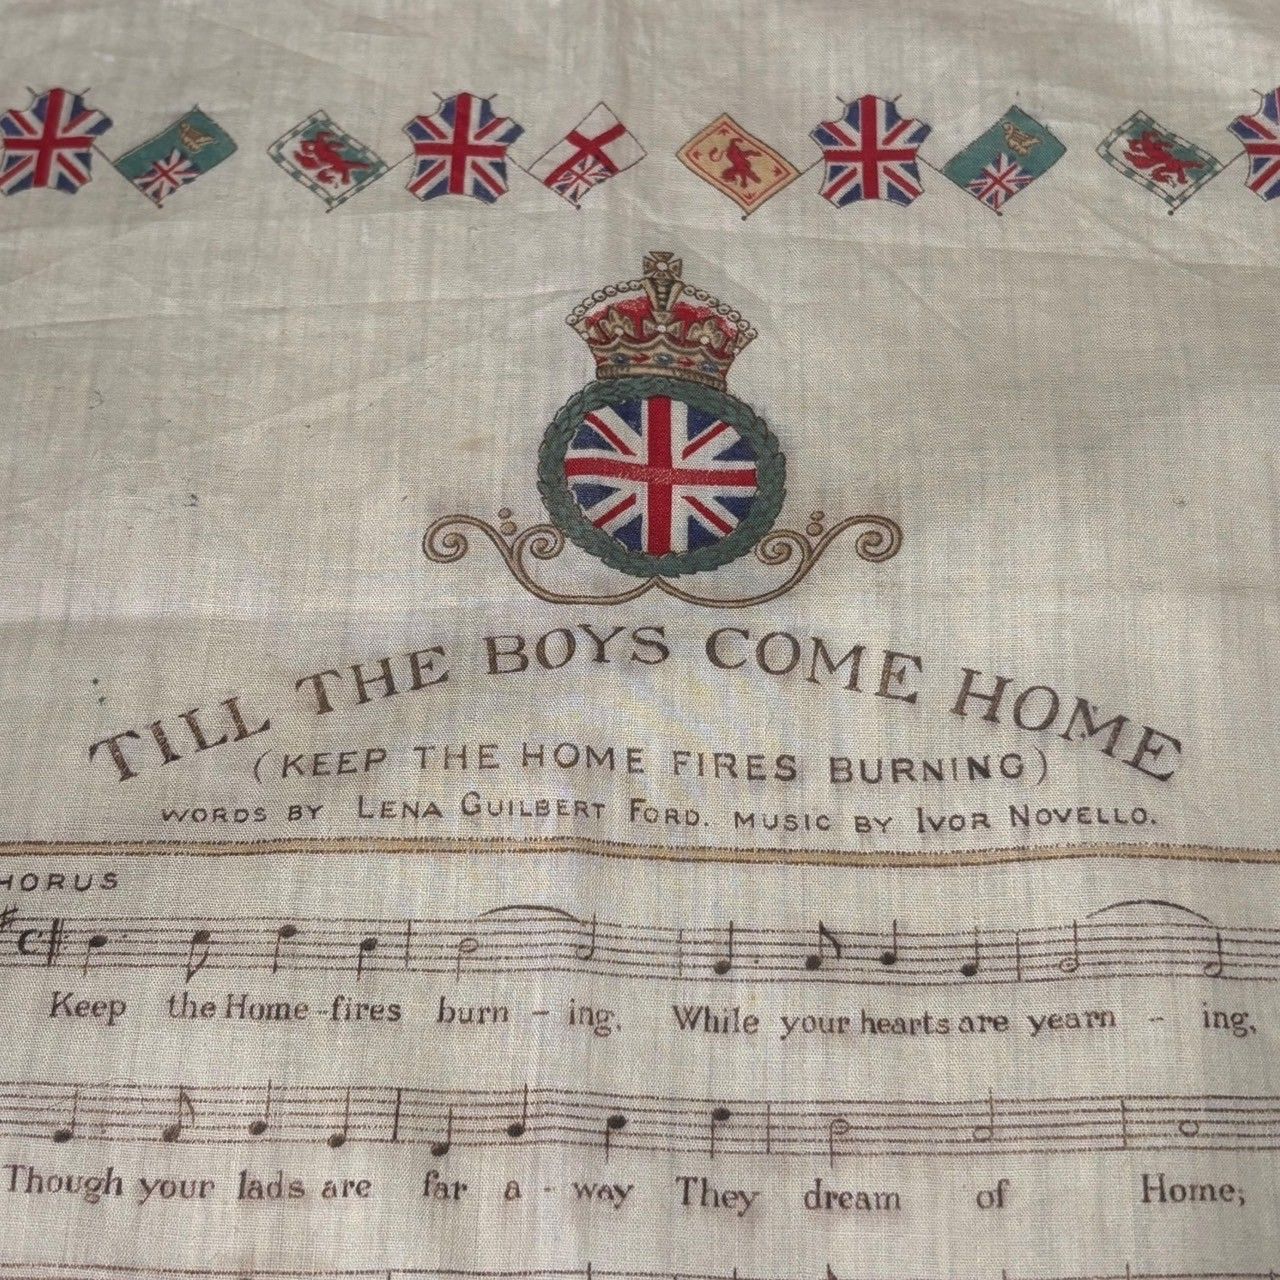 TILL THE BOYS COME HOME
(KEEP THE HOME FIRES BURNING)
WORDS BY LENA GUILBERT FORD. MUSIC BY IVOR NOVELLO.
HORUS
Keep the Home-fires burn - ing, While your hearts are yearn - ing,
Though your lads are far a - way They dream of Home;